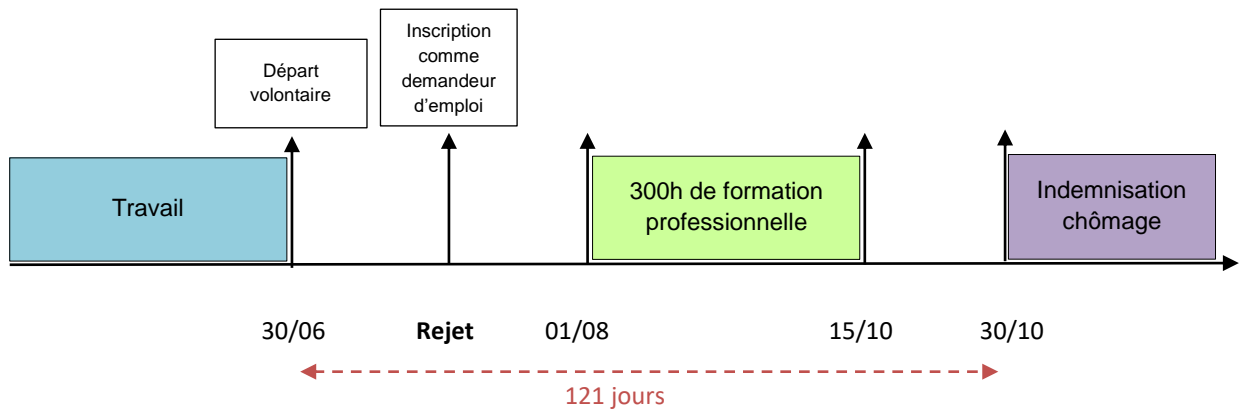 Départ
volontaire
Inscription
comme
demandeur
d'emploi
Travail
300h de formation
professionnelle
Indemnisation
chômage
30/06
Rejet
01/08
15/10
30/10
121 jours